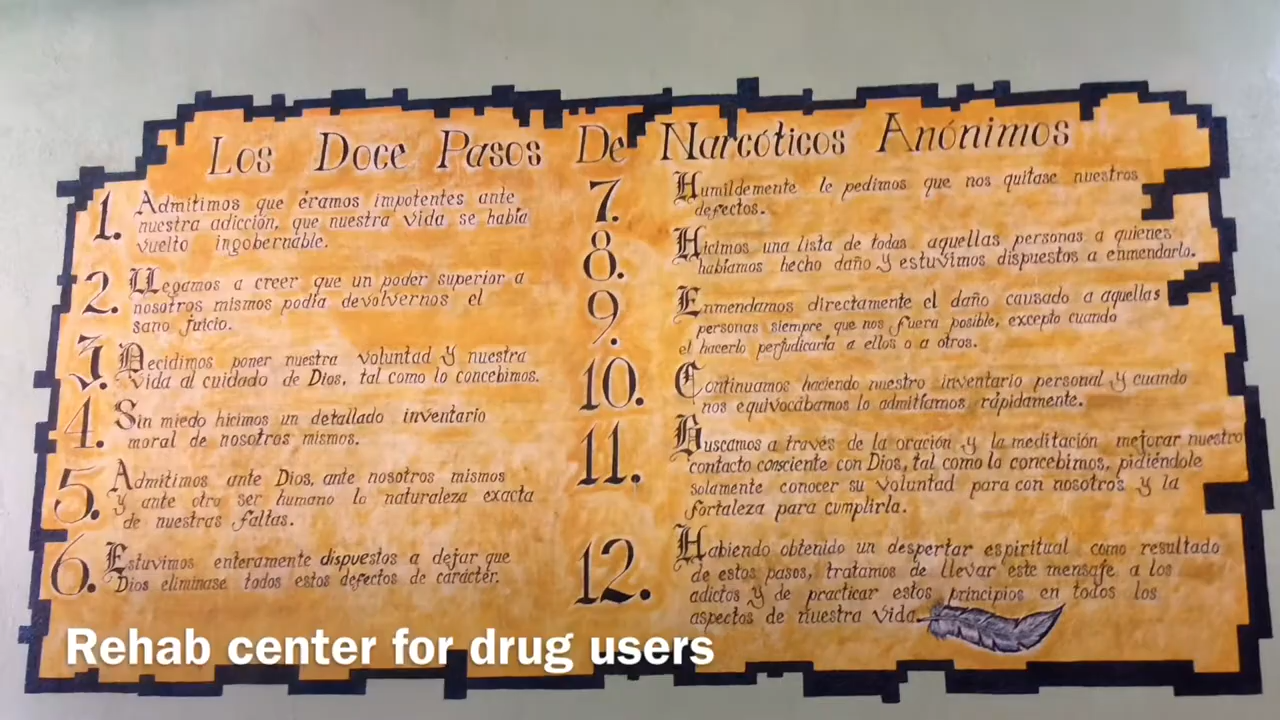 Los Doce Pasos De Narcóticos Anónimos
1. Admitimos que éramos impotentes ante
nuestra adicción, que nuestra vida se había
vuelto ingobernable.
2. Llegamos a creer que un poder superior a
nosotros mismos podía devolvernos el
sano juicio.
3. Decidimos poner nuestra voluntad y nuestra
vida al cuidado de Dios, tal como lo concebimos.
4. Sin miedo hicimos un detallado inventario
moral de nosotros mismos.
5. Admitimos ante Dios, ante nosotros mismos
y ante otro ser humano la naturaleza exacta
de nuestras faltas.
6. Estuvimos enteramente dispuestos a dejar que
Dios eliminase todos estos defectos de carácter.
7. Humildemente le pedimos que nos quitase nuestros
defectos.
8. Hicimos una lista de todas aquellas personas a quienes
habíamos hecho daño y estuvimos dispuestos a enmendarlo.
9. Enmendamos directamente el daño causado a aquellas
personas siempre que nos fuera posible, excepto cuando
el hacerlo perjudicaría a ellos o a otros.
10. Continuamos haciendo nuestro inventario personal y cuando
nos equivocábamos lo admitíamos rápidamente.
11. Buscamos a través de la oración y la meditación mejorar nuestro
contacto consciente con Dios, tal como lo concebimos, pidiéndole
solamente conocer su voluntad para con nosotros y la
fortaleza para cumplirla.
12. Habiendo obtenido un despertar espiritual como resultado
de estos pasos, tratamos de llevar este mensaje a los
adictos y de practicar estos principios en todos los
aspectos de nuestra vida.
Rehab center for drug users